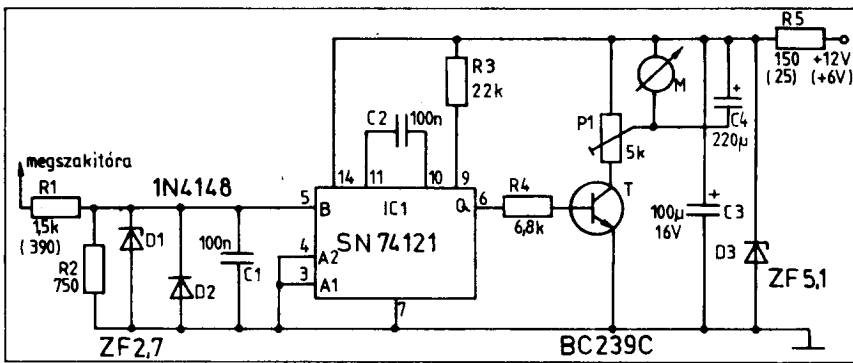 R5
150
(25)
+12V
(+6V)
R3
22k
M
C4
220µ
+
C2
100n
P1
5k
megszakitóra
R1
1,5k
(390)
1N4148
14
11
10
9
5
B
IC1
Q
6
R4
6,8k
T
+
100µ
16V
C3
SN 74121
100n
C1
4
A2
3
A1
7
R2
750
D1
D2
D3
ZF5,1
ZF2,7
BC239C